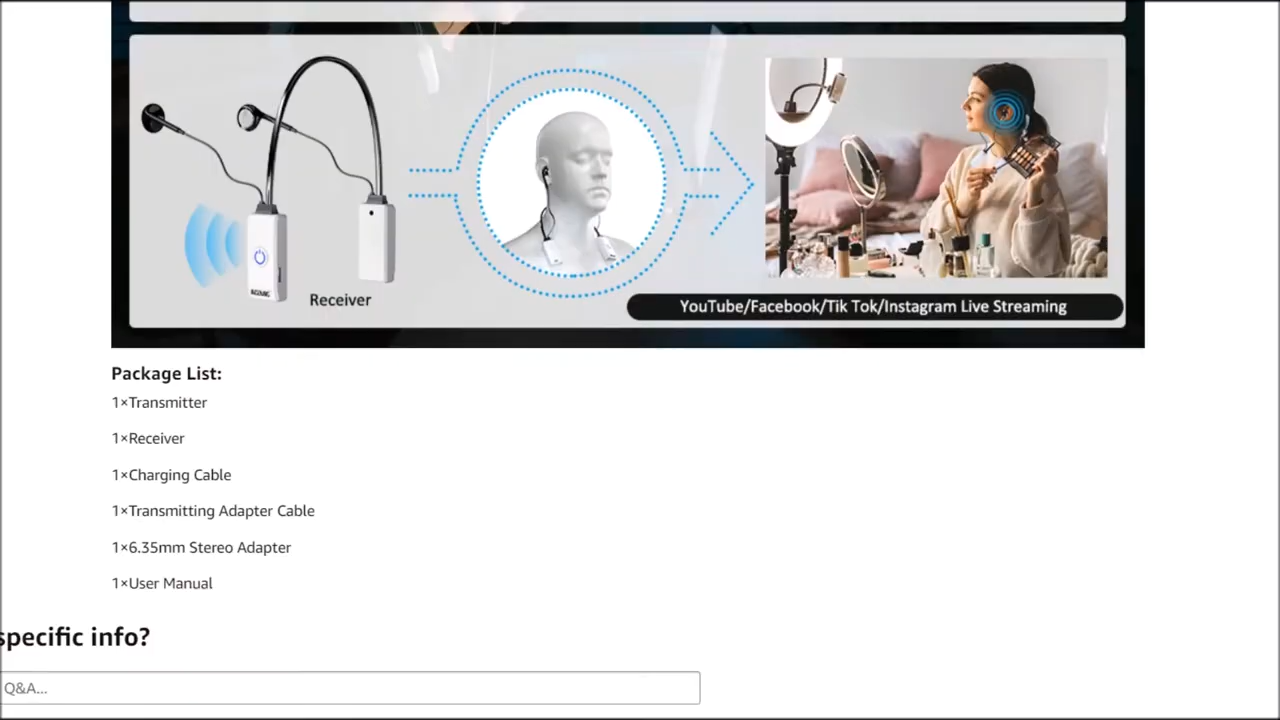 Receiver
YouTube/Facebook/Tik Tok/Instagram Live Streaming
Package List:
1×Transmitter
1×Receiver
1×Charging Cable
1×Transmitting Adapter Cable
1×6.35mm Stereo Adapter
1×User Manual
specific info?
Q&A...